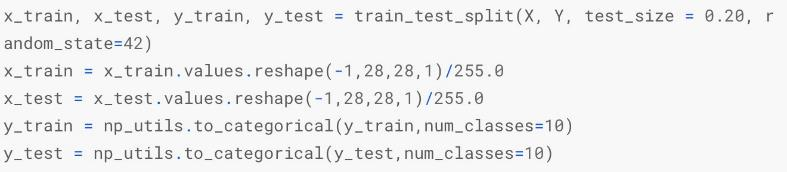 x_train, x_test, y_train, y_test = train_test_split(X, Y, test_size = 0.20, r
andom_state=42)
x_train = x_train.values.reshape(-1,28,28,1)/255.0
x_test = x_test.values.reshape(-1,28,28,1)/255.0
y_train = np_utils.to_categorical(y_train,num_classes=10)
y_test = np_utils.to_categorical(y_test,num_classes=10)